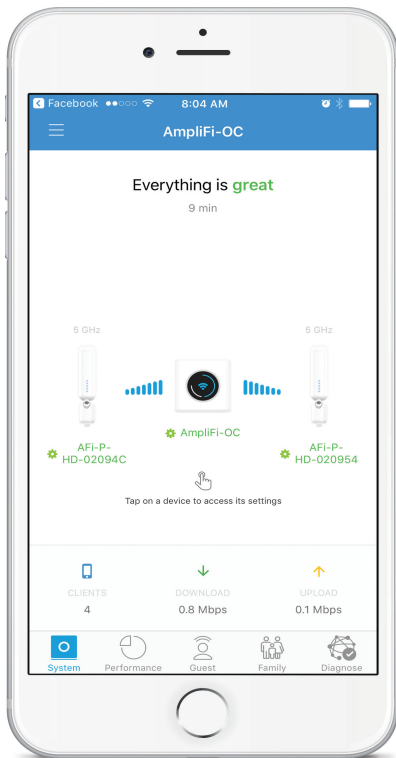 Facebook 8:04 AM
AmpliFi-OC
Everything is great
9 min
5 GHz
5 GHz
AmpliFi-OC
AFi-P-
HD-02094C
AFi-P-
HD-020954
Tap on a device to access its settings
CLIENTS DOWNLOAD UPLOAD
4 0.8 Mbps 0.1 Mbps
System Performance Guest Family Diagnose